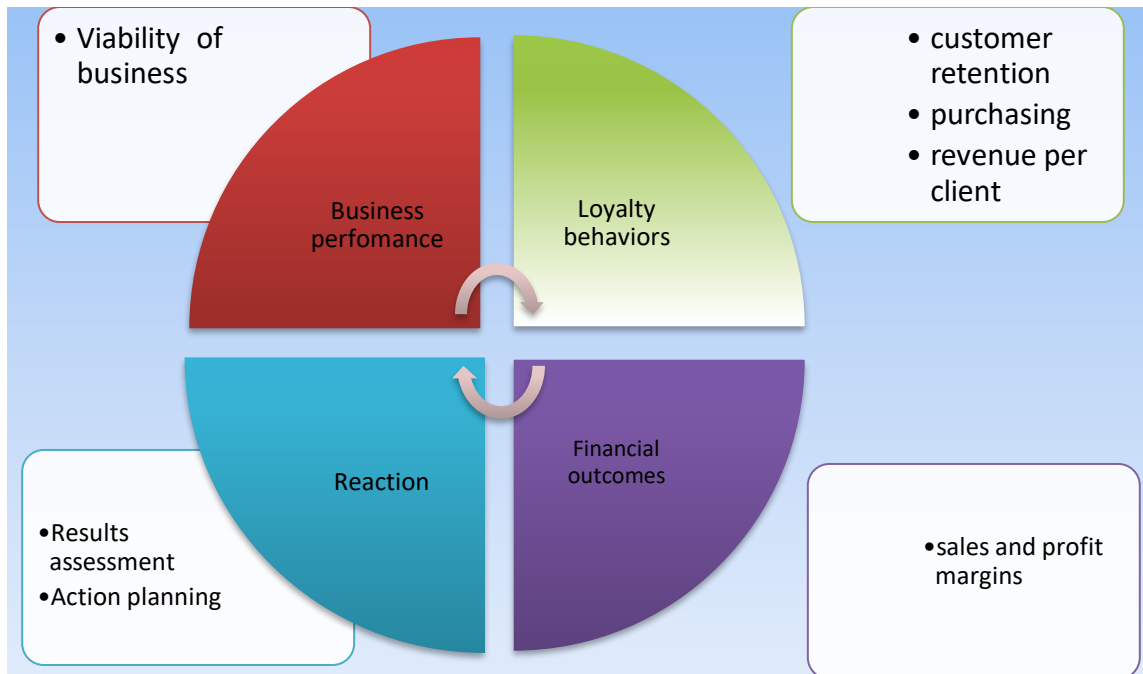 • Viability of
business
• customer
retention
• purchasing
• revenue per
client
Business
perfomance
Loyalty
behaviors
Reaction
Financial
outcomes
•Results
assessment
•Action planning
•sales and profit
margins